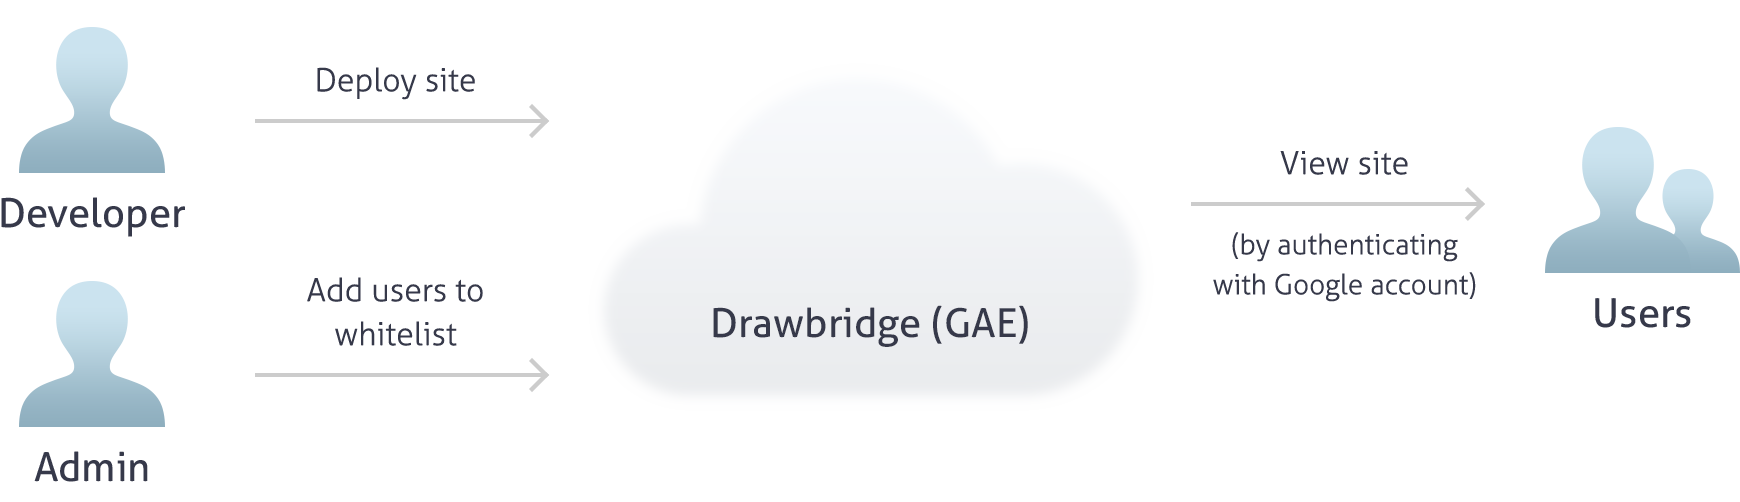 Deploy site
Developer
Add users to
whitelist
Admin
Drawbridge (GAE)
View site
(by authenticating
with Google account)
Users